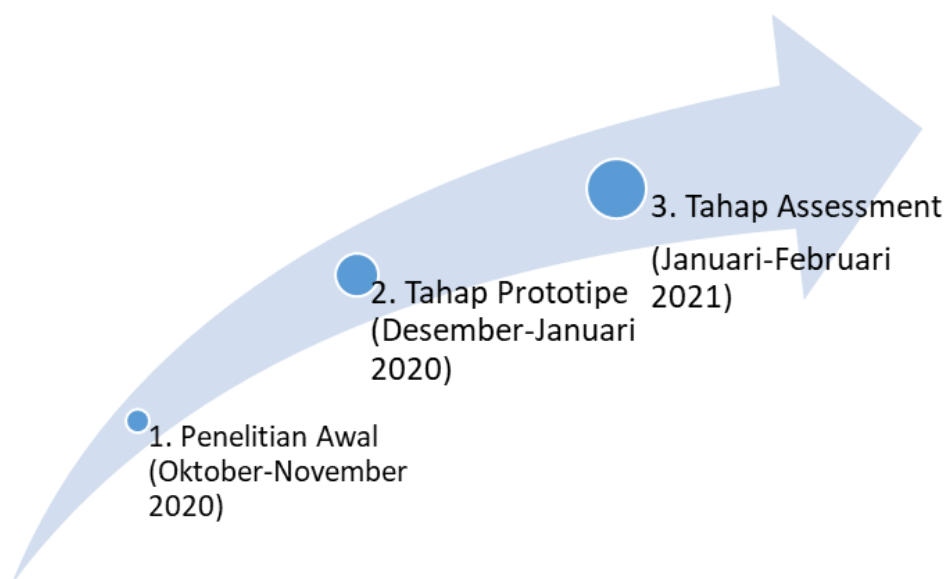 1. Penelitian Awal
(Oktober-November
2020)
2. Tahap Prototipe
(Desember-Januari
2020)
3. Tahap Assessment
(Januari-Februari
2021)